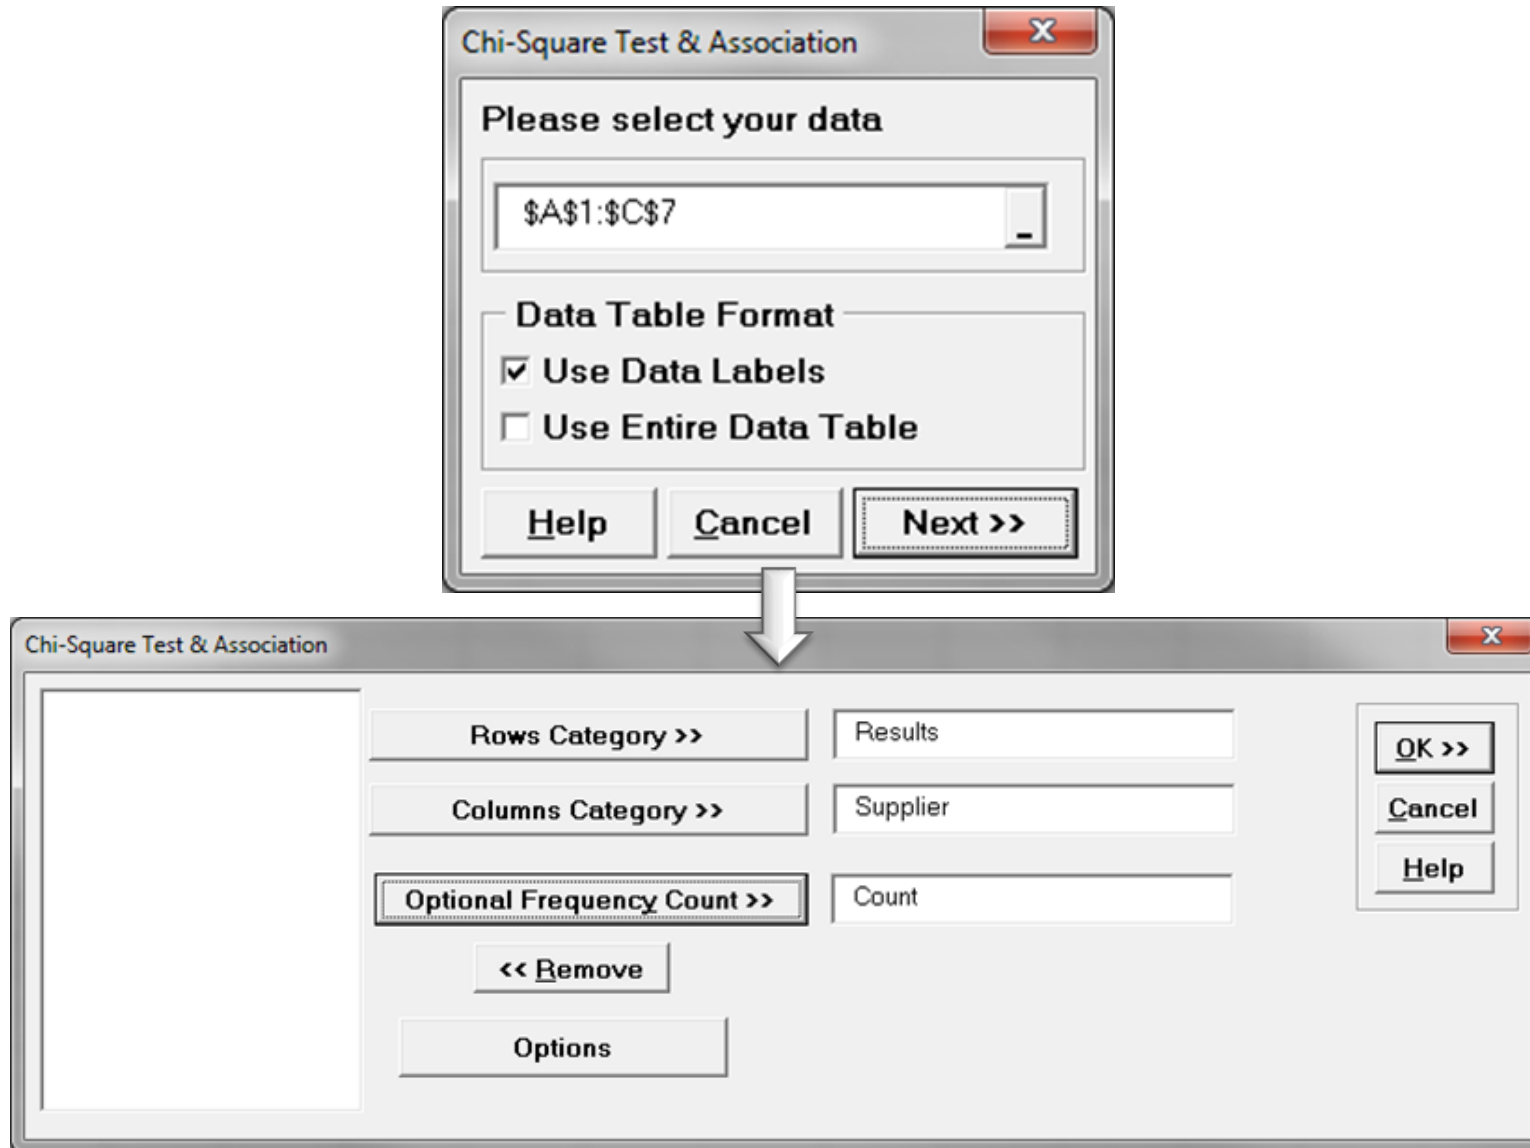 Chi-Square Test & Association
x
Please select your data
$A$1:$C$7
Data Table Format
Use Data Labels
Use Entire Data Table
Help Cancel Next >>
Chi-Square Test & Association
x
Rows Category >> Results
OK >>
Columns Category >> Supplier
Cancel
Help
Optional Frequency Count >> Count
<< Remove
Options